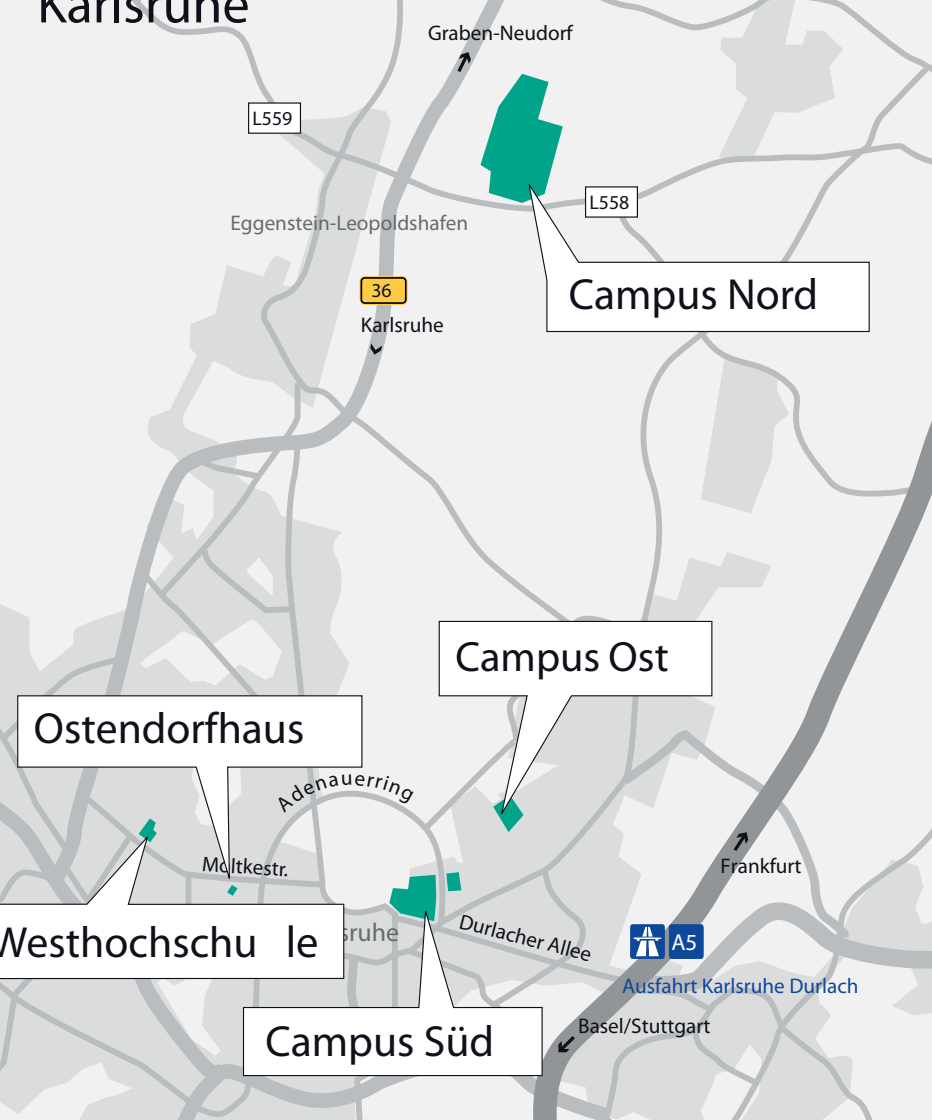 Karlsruhe
Graben-Neudorf
L559
L558
Eggenstein-Leopoldshafen
Campus Nord
36
Karlsruhe
Campus Ost
Ostendorfhaus
Adenauerring
Moltkestr.
Frankfurt
Westhochschu le
sruhe
Durlacher Allee
A5
Ausfahrt Karlsruhe Durlach
Basel/Stuttgart
Campus Süd